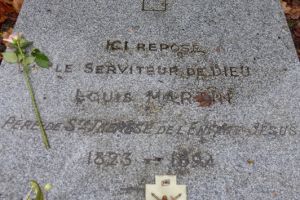 ICI REPOSE
LE SERVITEUR DE DIEU
LOUIS MARTIN
PÈRE DE STE THÉRÈSE DE L'ENFANT-JÉSUS
1823 - 1894